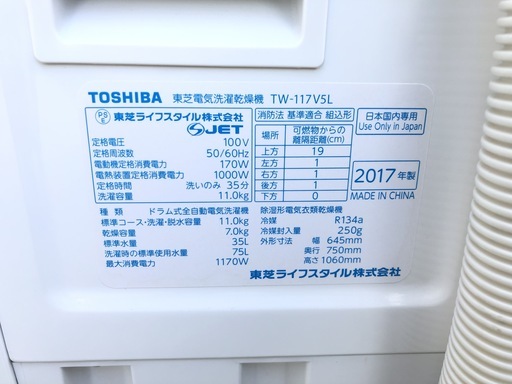 TOSHIBA 東芝電気洗濯乾燥機 TW-117V5L
PS E 東芝ライフスタイル株式会社
S JET
定格電圧 100V
定格周波数 50/60Hz
電動機定格消費電力 170W
電熱装置定格消費電力 1000W
定格時間 洗いのみ 35分
洗濯容量 11.0kg
消防法 基準適合 組込形
場所 可燃物からの離隔距離(cm)
上方 19
左方 1
右方 1
後方 1
下方 0
日本国内専用
Use Only in Japan
2017年製
MADE IN CHINA
種類 ドラム式全自動電気洗濯機
標準コース・洗濯・脱水容量 11.0kg
乾燥容量 7.0kg
標準水量 35L
洗濯時の標準使用水量 75L
最大消費電力 1170W
除湿形電気衣類乾燥機
冷媒 R134a
冷媒封入量 250g
外形寸法 幅 645mm
奥行 750mm
高さ 1060mm
東芝ライフスタイル株式会社